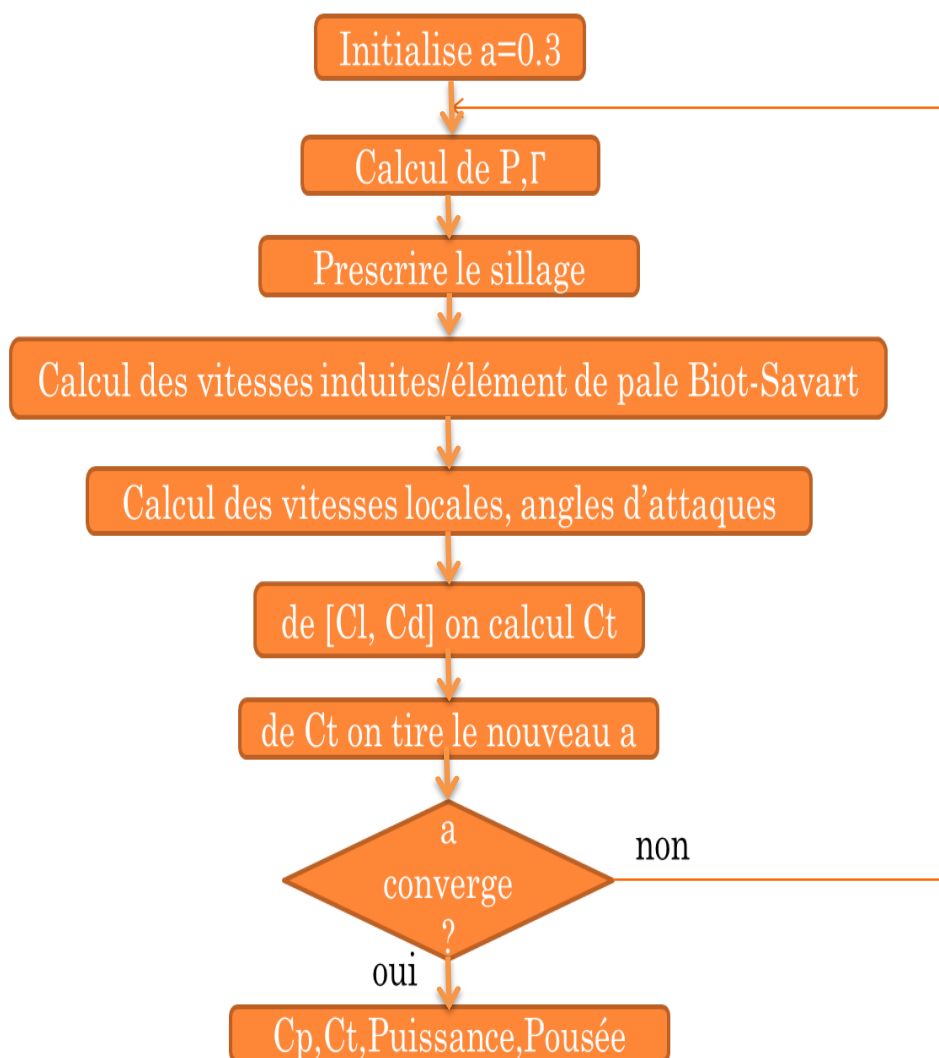 Initialise a=0.3
Calcul de P,Γ
Prescrire le sillage
Calcul des vitesses induites/élément de pale Biot-Savart
Calcul des vitesses locales, angles d'attaques
de [Cl, Cd] on calcul Ct
de Ct on tire le nouveau a
a
converge
?
non
oui
Cp,Ct,Puissance,Pousée